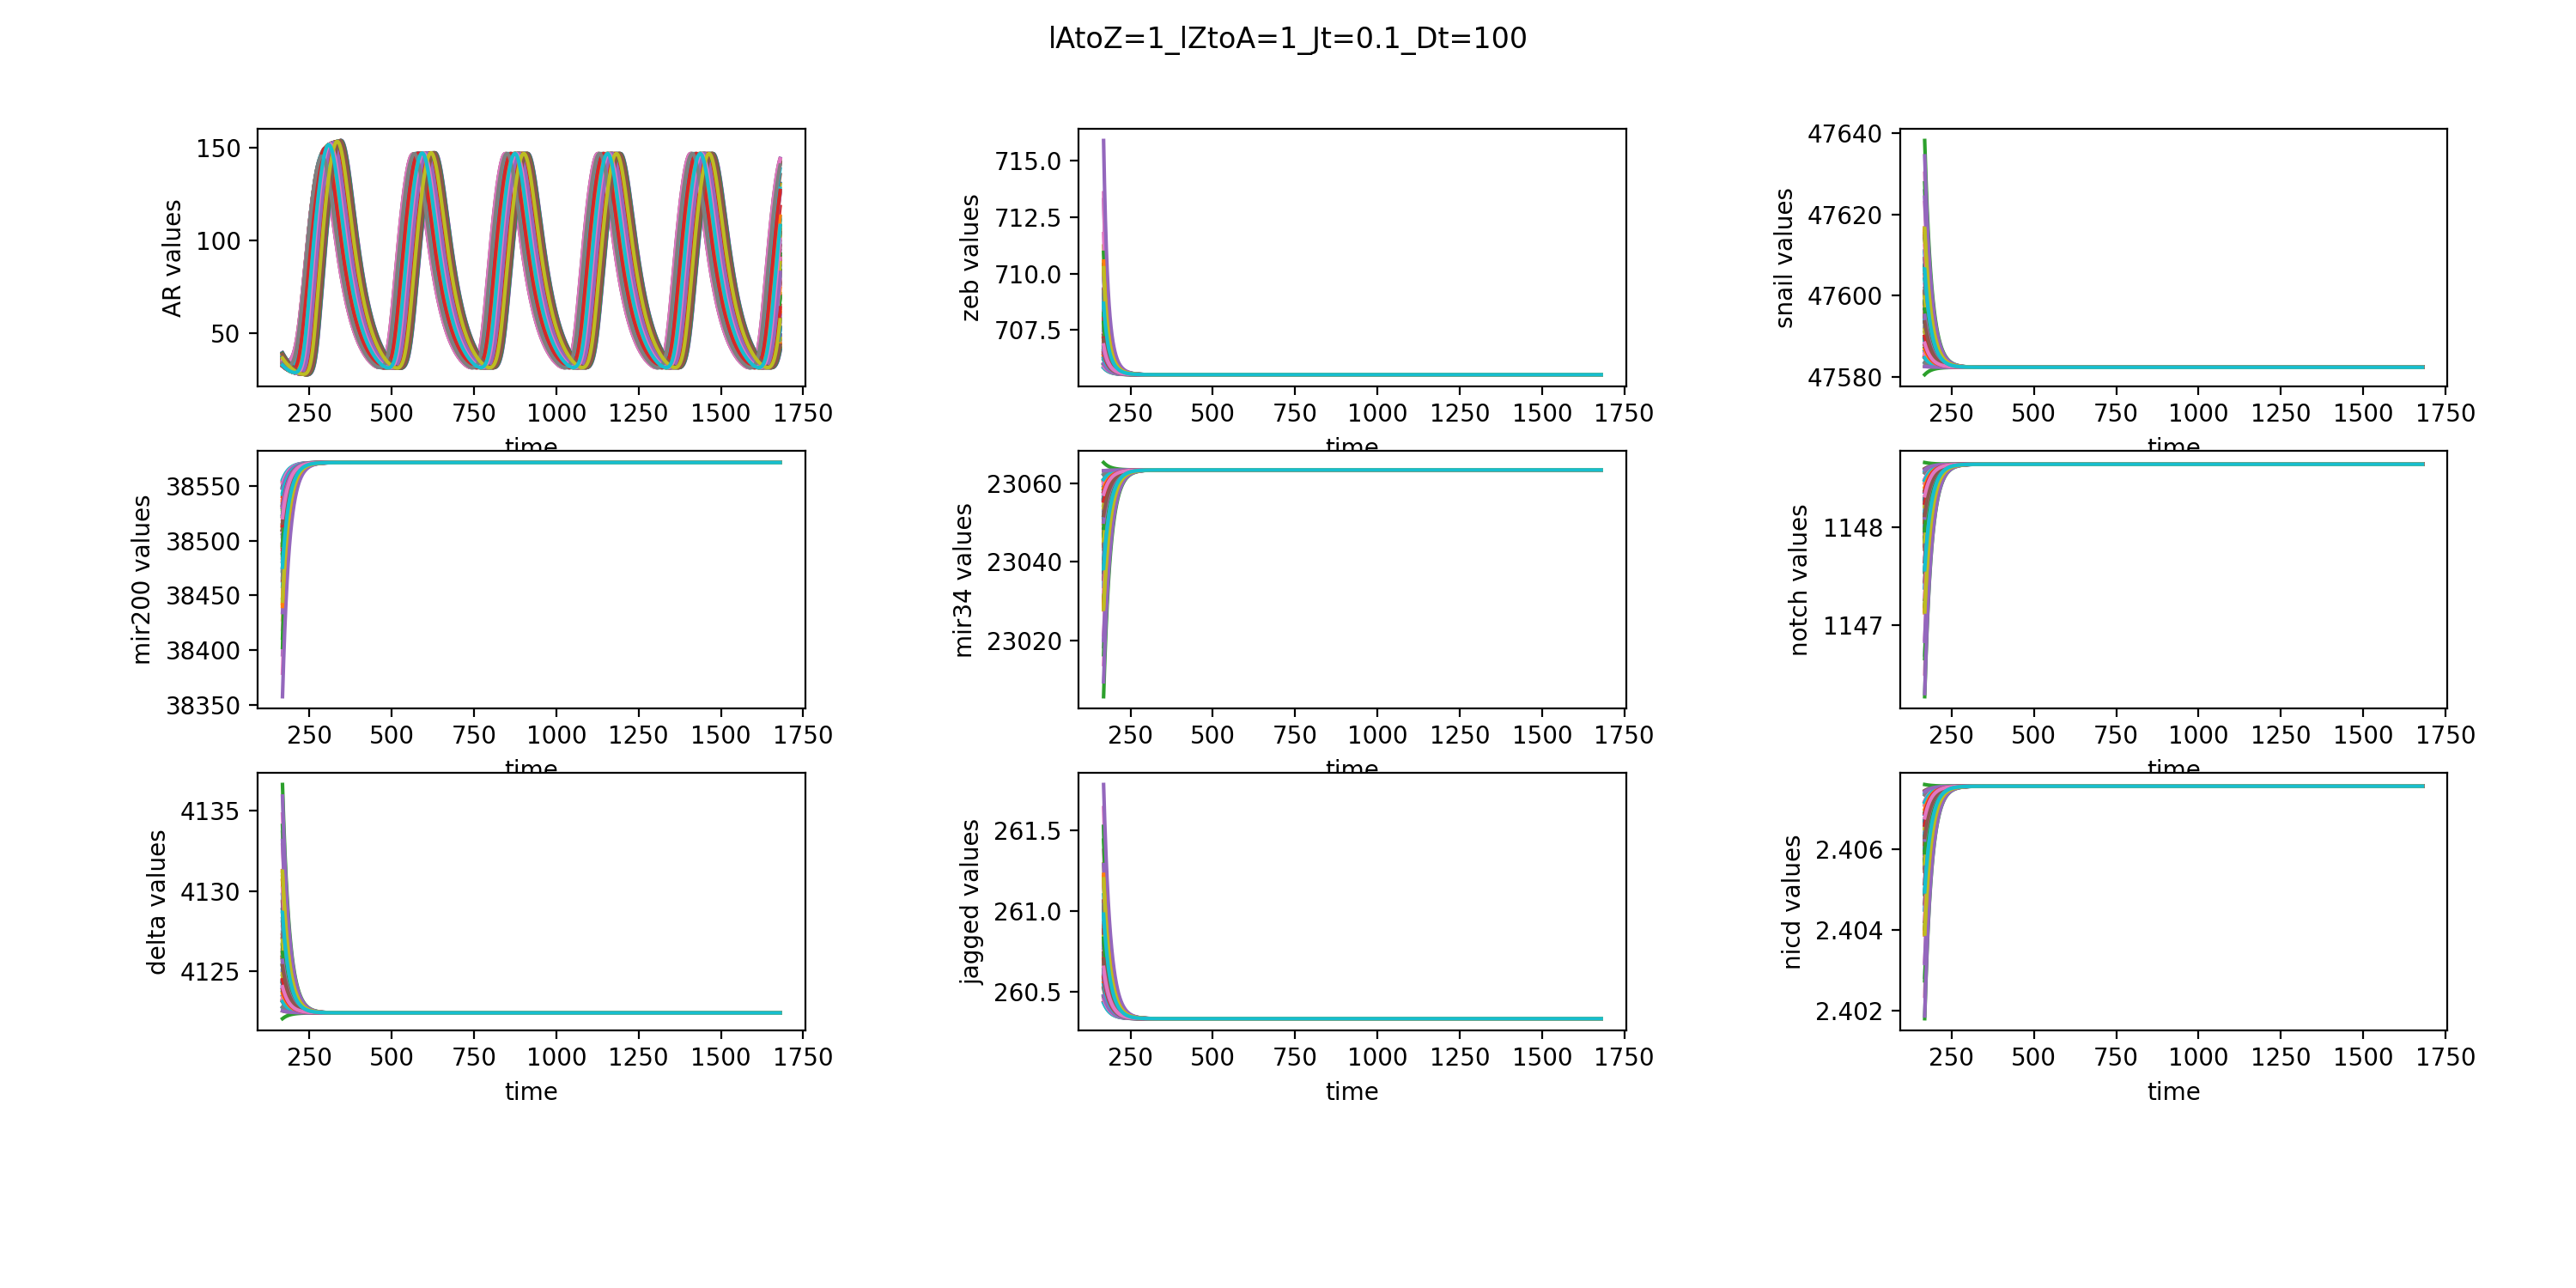 lAtoZ=1_lZtoA=1_Jt=0.1_Dt=100
AR values
150
100
50
250 500 750 1000 1250 1500 1750
time
zeb values
715.0
712.5
710.0
707.5
250 500 750 1000 1250 1500 1750
time
snail values
47640
47620
47600
47580
250 500 750 1000 1250 1500 1750
time
mir200 values
38550
38500
38450
38400
38350
250 500 750 1000 1250 1500 1750
time
mir34 values
23060
23040
23020
250 500 750 1000 1250 1500 1750
time
notch values
1148
1147
250 500 750 1000 1250 1500 1750
time
delta values
4135
4130
4125
250 500 750 1000 1250 1500 1750
time
jagged values
261.5
261.0
260.5
250 500 750 1000 1250 1500 1750
time
nicd values
2.406
2.404
2.402
250 500 750 1000 1250 1500 1750
time